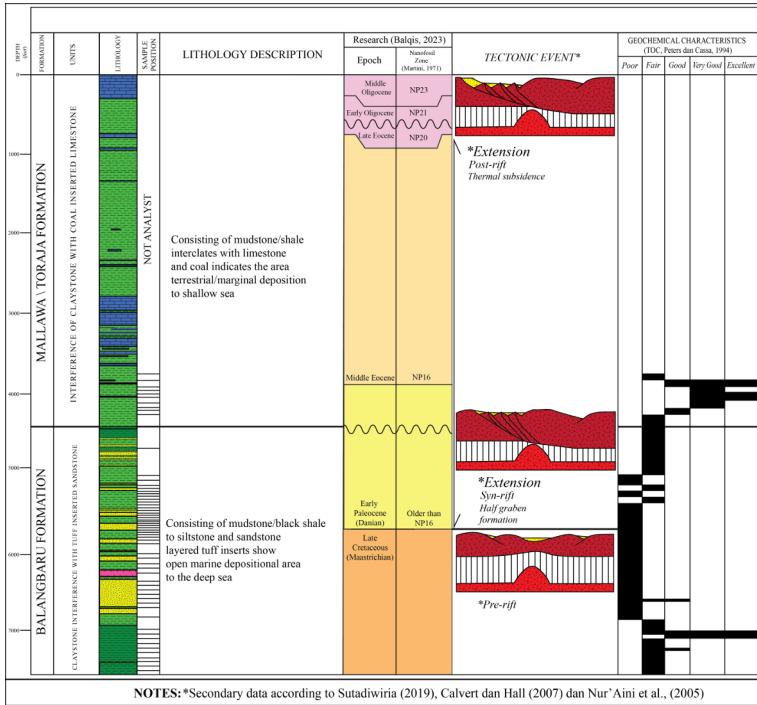 DEPTH
(feet)
FORMATION
UNITS
LITHOLOGY
SAMPLE
POSITION
LITHOLOGY DESCRIPTION
Research (Balqis, 2023)
Epoch
Nanofosil
Zone
(Martini, 1971)
TECTONIC EVENT*
GEOCHEMICAL CHARACTERISTICS
(TOC, Peters dan Cassa, 1994)
Poor
Fair
Good
Very Good
Excellent
0
1000
2000
3000
4000
7000
6000
7000
MALLAWA \ TORAJA FORMATION
BALANGBARU FORMATION
INTERFERENCE OF CLAYSTONE WITH COAL INSERTED LIMESTONE
CLAYSTONE INTERFERENCE WITH TUFF INSERTED SANDSTONE
NOT ANALYST
Consisting of mudstone/shale
interclates with limestone
and coal indicates the area
terrestrial/marginal deposition
to shallow sea
Consisting of mudstone/black shale
to siltstone and sandstone
layered tuff inserts show
open marine depositional area
to the deep sea
Middle
Oligocene
NP23
Early Oligocene
NP21
Late Eocene
NP20
Middle Eocene
NP16
Early
Paleocene
(Danian)
Older than
NP16
Late
Cretaceous
(Maastrichian)
*Extension
Post-rift
Thermal subsidence
*Extension
Syn-rift
Half graben
formation
*Pre-rift
NOTES: *Secondary data according to Sutadiwiria (2019), Calvert dan Hall (2007) dan Nur’Aini et al., (2005)